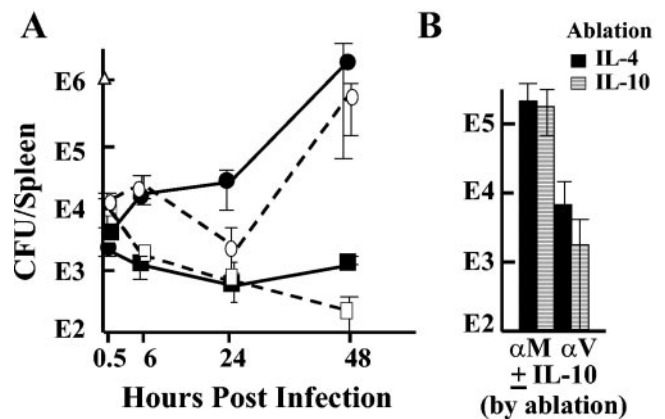 A
CFU/Spleen
E6
E5
E4
E3
E2
0.5 6 24 48
Hours Post Infection
B
Ablation
IL-4
IL-10
E5
E4
E3
E2
αM αV
± IL-10
(by ablation)